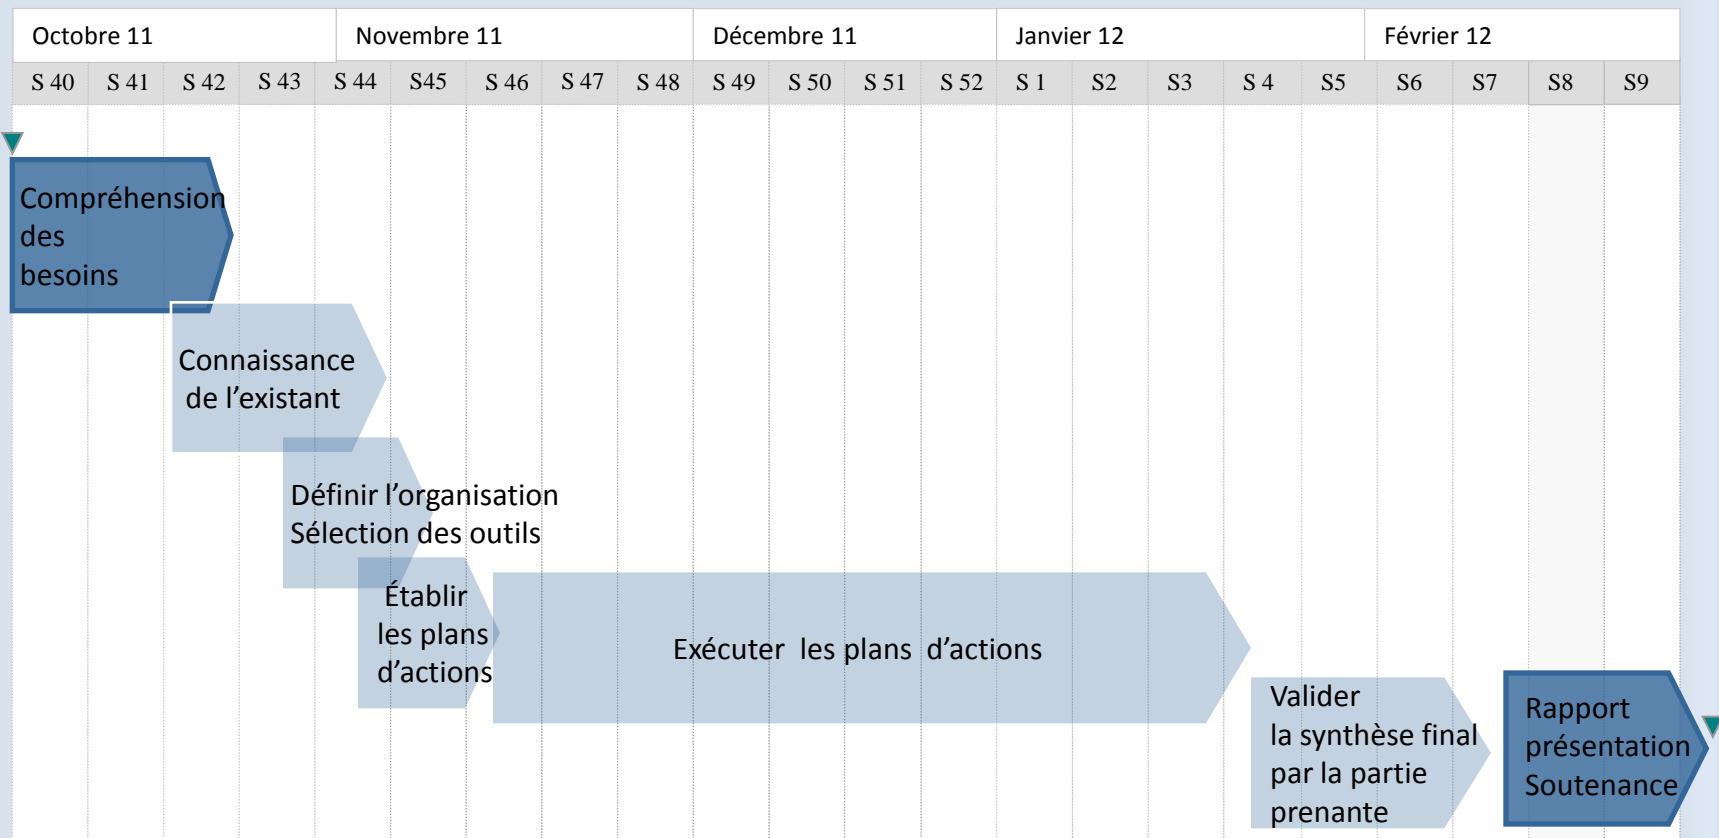 Octobre 11 Novembre 11 Décembre 11 Janvier 12 Février 12
S 40 S 41 S 42 S 43 S 44 S45 S 46 S 47 S 48 S 49 S 50 S 51 S 52 S 1 S2 S3 S 4 S5 S6 S7 S8 S9
Compréhension
des
besoins
Connaissance
de l’existant
Définir l’organisation
Sélection des outils
Établir
les plans
d’actions
Exécuter les plans d’actions
Valider
la synthèse final
par la partie
prenante
Rapport
présentation
Soutenance